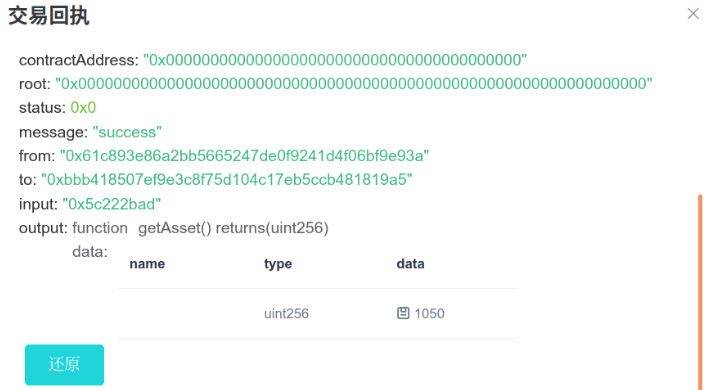 交易回执
contractAddress: "0x0000000000000000000000000000000000000000"
root: "0x0000000000000000000000000000000000000000000000000000000000000000"
status: 0x0
message: "success"
from: "0x61c893e86a2bb5665247de0f9241d4f06bf9e93a"
to: "0xbbb418507ef9e3c8f75d104c17eb5ccb481819a5"
input: "0x5c222bad"
output: function getAsset() returns(uint256)
data:
name type data
uint256 1050
还原